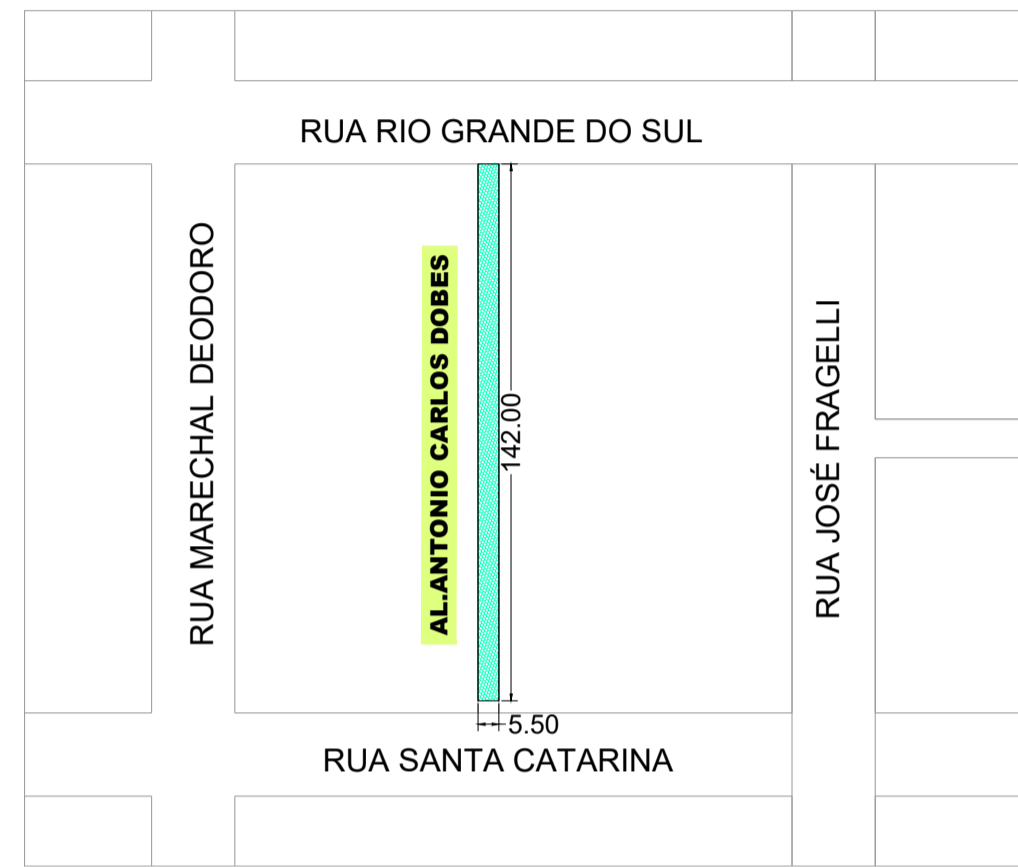 RUA RIO GRANDE DO SUL
RUA MARECHAL DEODORO
AL.ANTONIO CARLOS DOBES
142.00
RUA JOSÉ FRAGELLI
5.50
RUA SANTA CATARINA